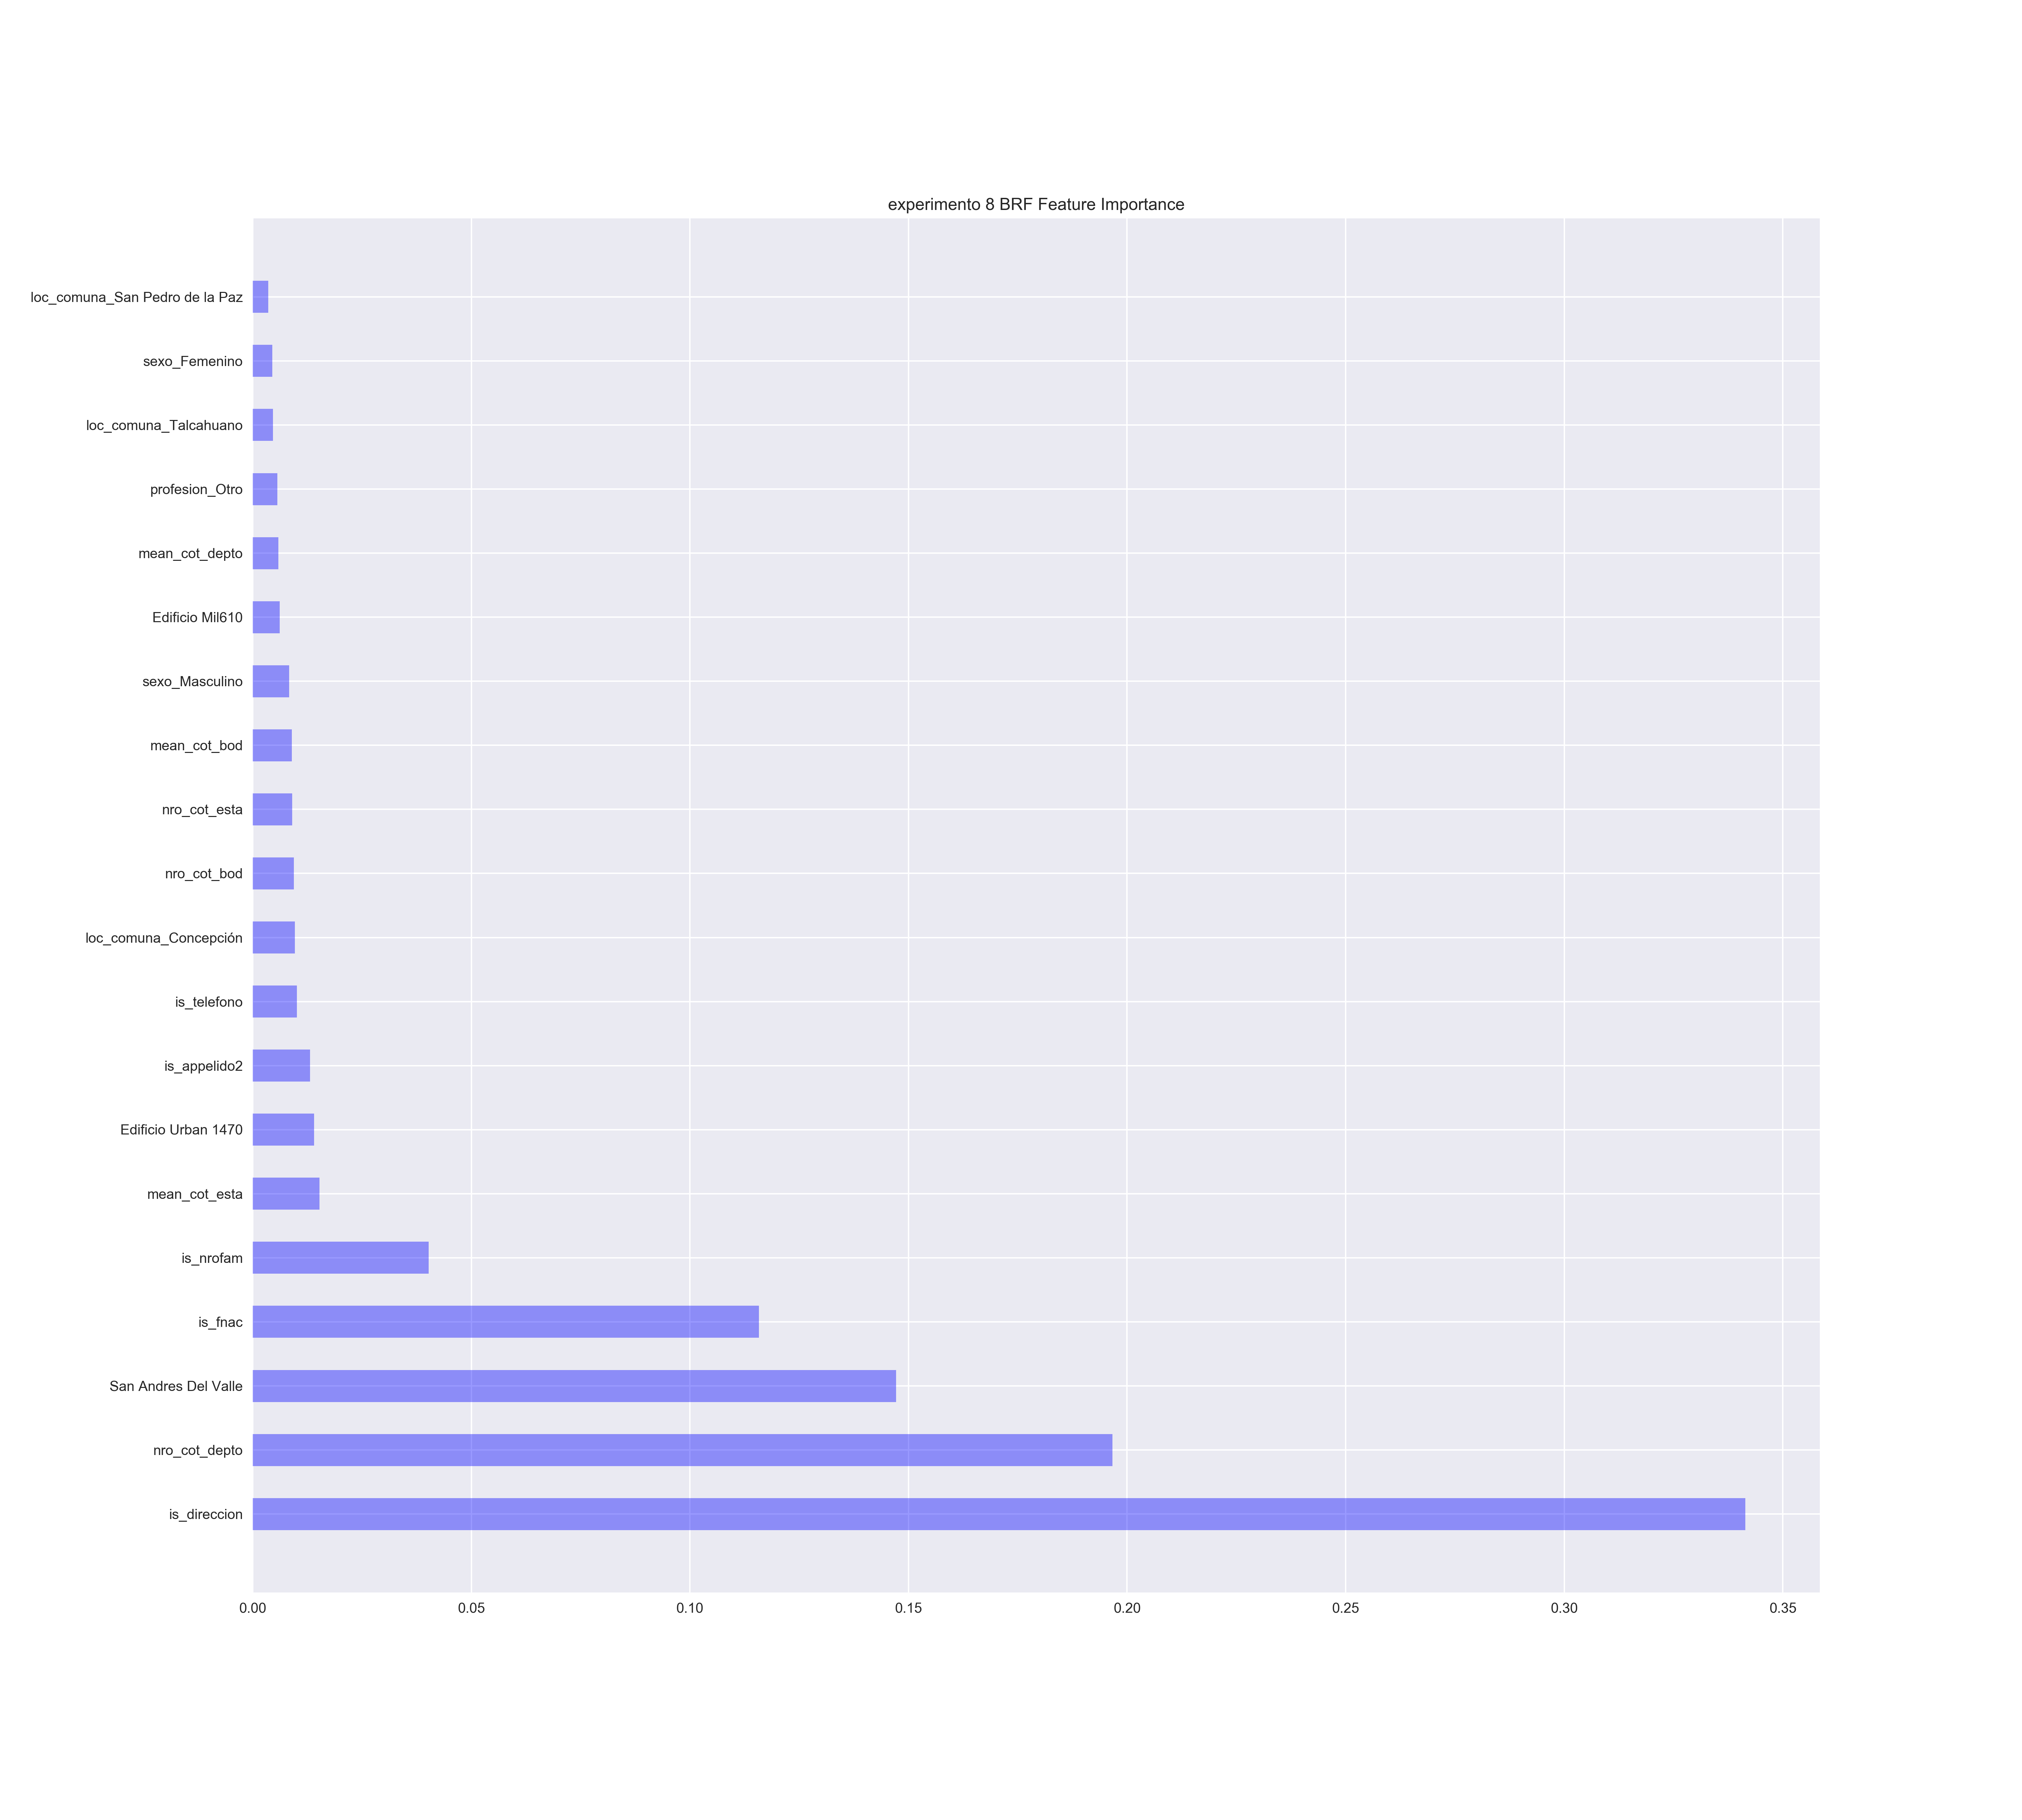 experimento 8 BRF Feature Importance
loc_comuna_San Pedro de la Paz
sexo_Femenino
loc_comuna_Talcahuano
profesion_Otro
mean_cot_depto
Edificio Mil610
sexo_Masculino
mean_cot_bod
nro_cot_esta
nro_cot_bod
loc_comuna_Concepción
is_telefono
is_appelido2
Edificio Urban 1470
mean_cot_esta
is_nrofam
is_fnac
San Andres Del Valle
nro_cot_depto
is_direccion
0.00 0.05 0.10 0.15 0.20 0.25 0.30 0.35